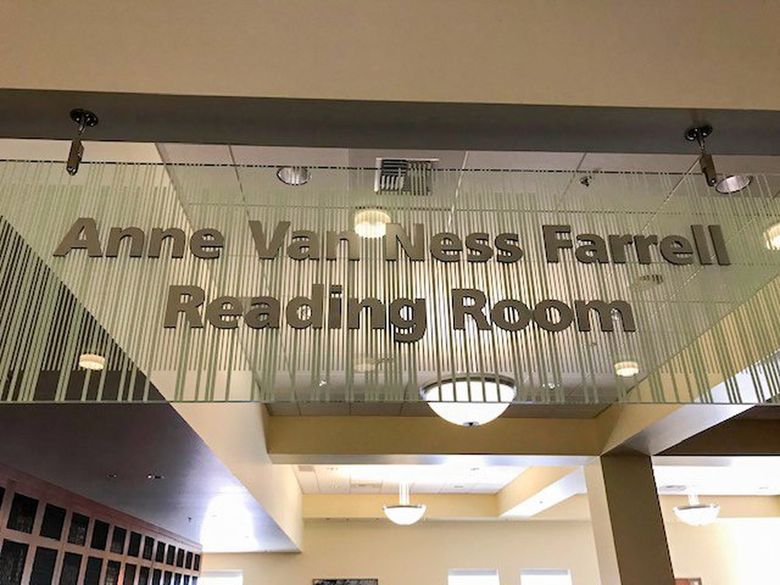 Anne Van Ness Farrell
Reading Room